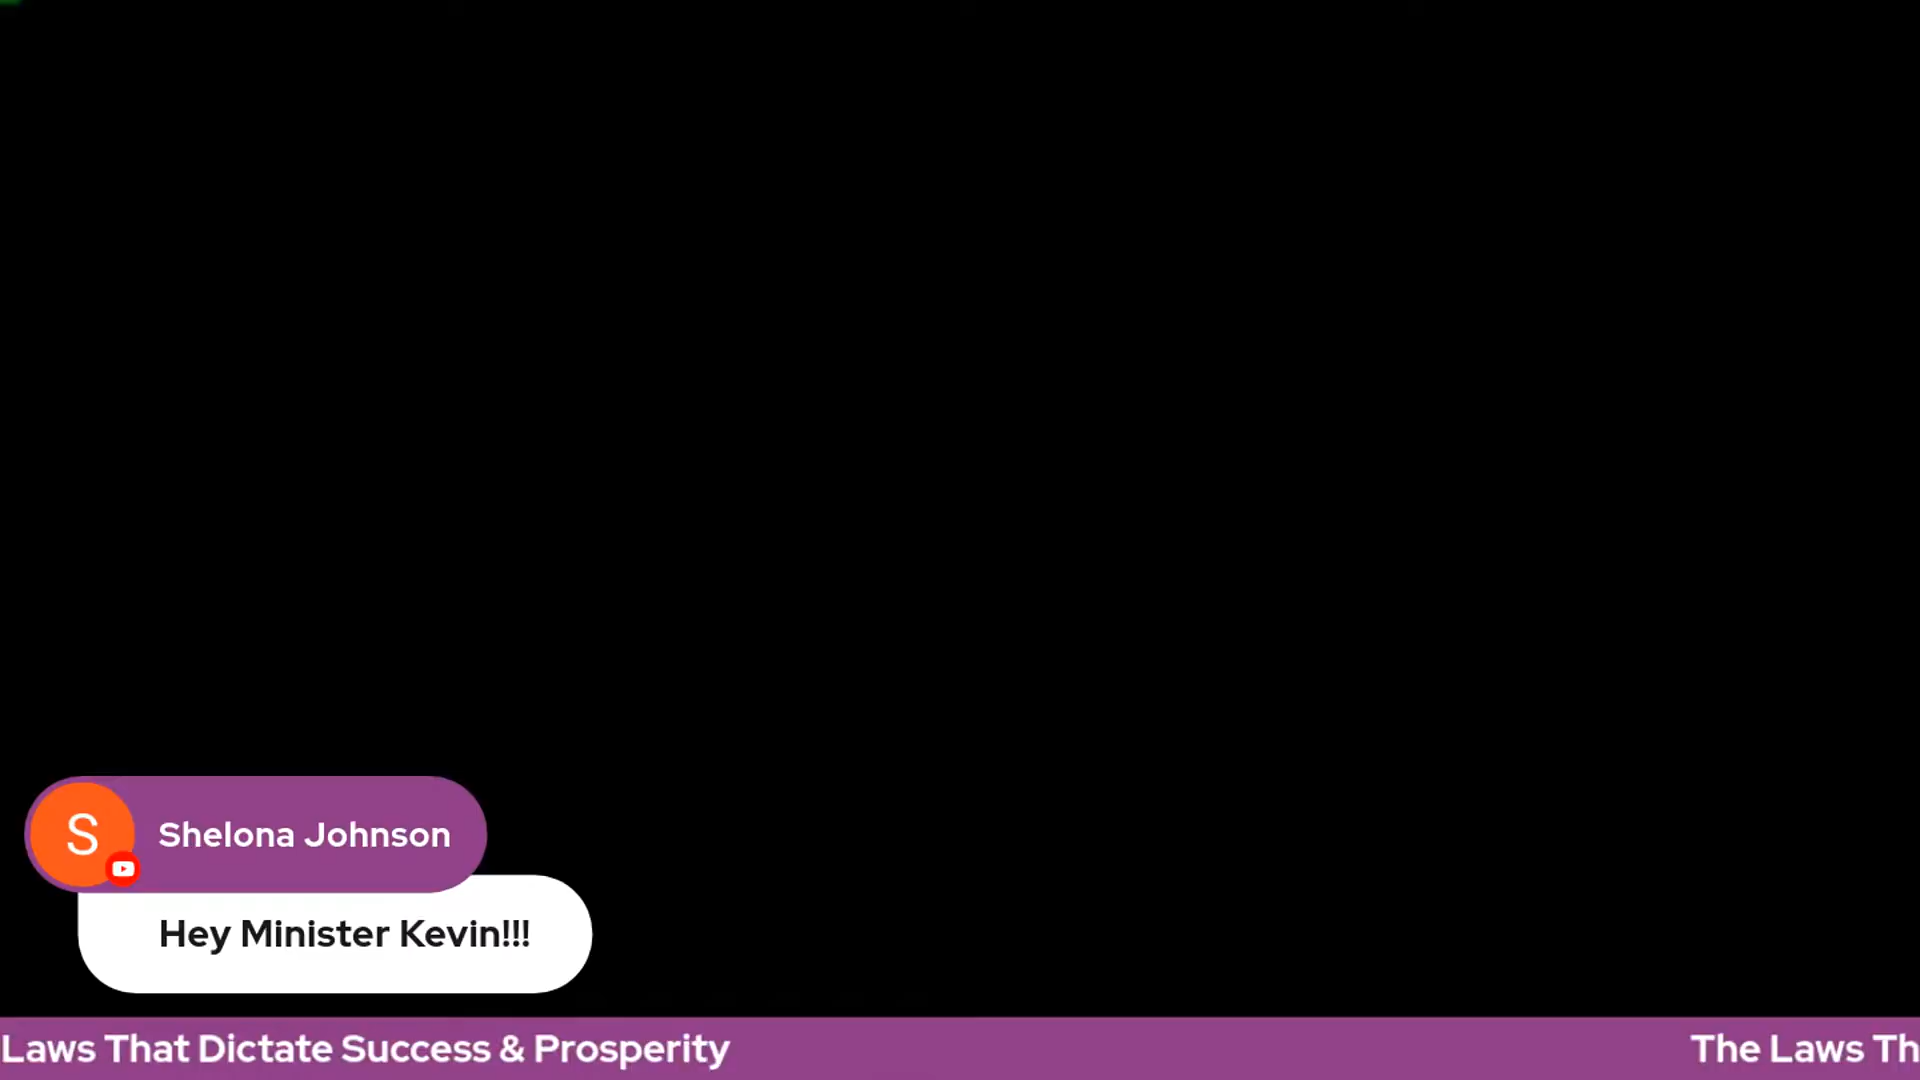 S
Shelona Johnson
Hey Minister Kevin!!!
Laws That Dictate Success & Prosperity
The Laws Th